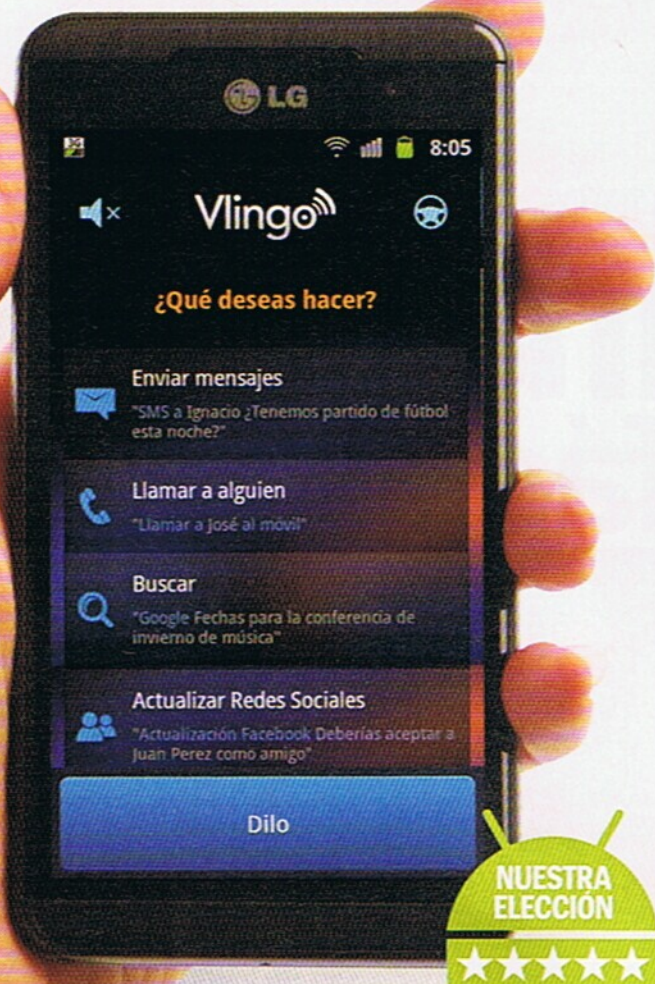 LG
3G
8:05
Vlingo
¿Qué deseas hacer?
Enviar mensajes
"SMS a Ignacio ¿Tenemos partido de fútbol
esta noche?"
Llamar a alguien
"Llamar a José al móvil"
Buscar
"Google Fechas para la conferencia de
invierno de música"
Actualizar Redes Sociales
"Actualización Facebook Deberías aceptar a
Juan Perez como amigo"
Dilo
NUESTRA
ELECCIÓN